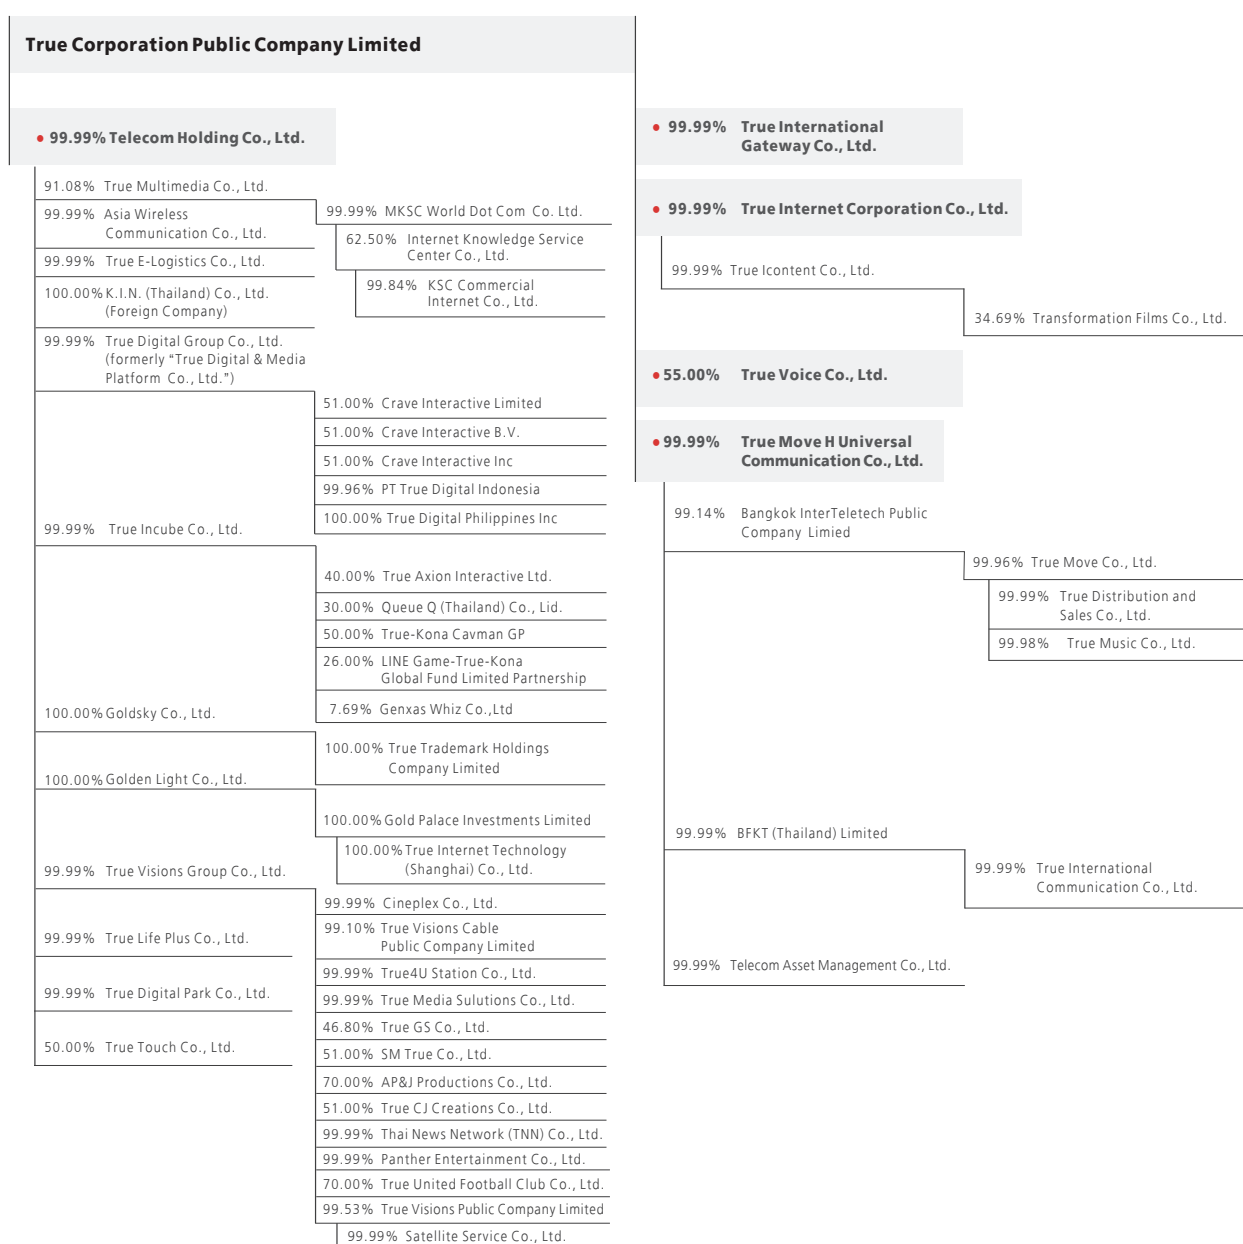 True Corporation Public Company Limited
• 99.99% Telecom Holding Co., Ltd.
91.08% True Multimedia Co., Ltd.
99.99% MKSC World Dot Com Co. Ltd.
62.50% Internet Knowledge Service
Center Co., Ltd.
99.84% KSC Commercial
Internet Co., Ltd.
99.99% Asia Wireless
Communication Co., Ltd.
99.99% True E-Logistics Co., Ltd.
100.00% K.I.N. (Thailand) Co., Ltd.
(Foreign Company)
99.99% True Digital Group Co., Ltd.
(formerly “True Digital & Media
Platform Co., Ltd.”)
51.00% Crave Interactive Limited
51.00% Crave Interactive B.V.
51.00% Crave Interactive Inc
99.96% PT True Digital Indonesia
100.00% True Digital Philippines Inc
99.99% True Incube Co., Ltd.
40.00% True Axion Interactive Ltd.
30.00% Queue Q (Thailand) Co., Lid.
50.00% True-Kona Cavman GP
26.00% LINE Game-True-Kona
Global Fund Limited Partnership
7.69% Genxas Whiz Co.,Ltd
100.00% Goldsky Co., Ltd.
100.00% True Trademark Holdings
Company Limited
100.00% Golden Light Co., Ltd.
100.00% Gold Palace Investments Limited
100.00% True Internet Technology
(Shanghai) Co., Ltd.
99.99% True Visions Group Co., Ltd.
99.99% Cineplex Co., Ltd.
99.10% True Visions Cable
Public Company Limited
99.99% True4U Station Co., Ltd.
99.99% True Media Sulutions Co., Ltd.
46.80% True GS Co., Ltd.
51.00% SM True Co., Ltd.
70.00% AP&J Productions Co., Ltd.
51.00% True CJ Creations Co., Ltd.
99.99% Thai News Network (TNN) Co., Ltd.
99.99% Panther Entertainment Co., Ltd.
70.00% True United Football Club Co., Ltd.
99.53% True Visions Public Company Limited
99.99% Satellite Service Co., Ltd.
99.99% True Life Plus Co., Ltd.
99.99% True Digital Park Co., Ltd.
50.00% True Touch Co., Ltd.
• 99.99% True International
Gateway Co., Ltd.
• 99.99% True Internet Corporation Co., Ltd.
99.99% True Icontent Co., Ltd.
34.69% Transformation Films Co., Ltd.
• 55.00% True Voice Co., Ltd.
• 99.99% True Move H Universal
Communication Co., Ltd.
99.14% Bangkok InterTeletech Public
Company Limied
99.96% True Move Co., Ltd.
99.99% True Distribution and
Sales Co., Ltd.
99.98% True Music Co., Ltd.
99.99% BFKT (Thailand) Limited
99.99% True International
Communication Co., Ltd.
99.99% Telecom Asset Management Co., Ltd.